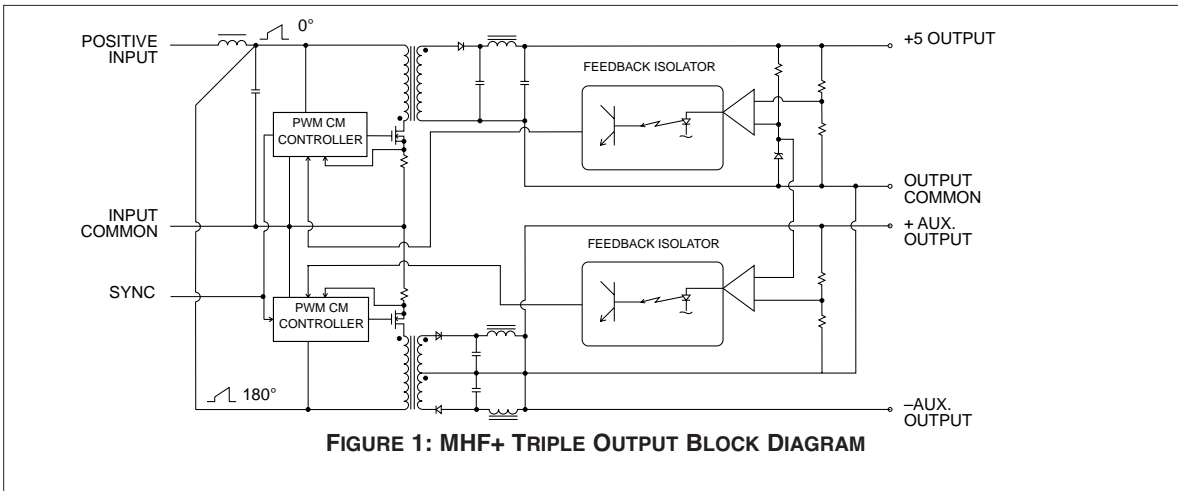 0°
POSITIVE
INPUT
+5 OUTPUT
FEEDBACK ISOLATOR
PWM CM
CONTROLLER
OUTPUT
COMMON
INPUT
COMMON
+ AUX.
OUTPUT
FEEDBACK ISOLATOR
SYNC
PWM CM
CONTROLLER
180°
–AUX.
OUTPUT
FIGURE 1: MHF+ TRIPLE OUTPUT BLOCK DIAGRAM